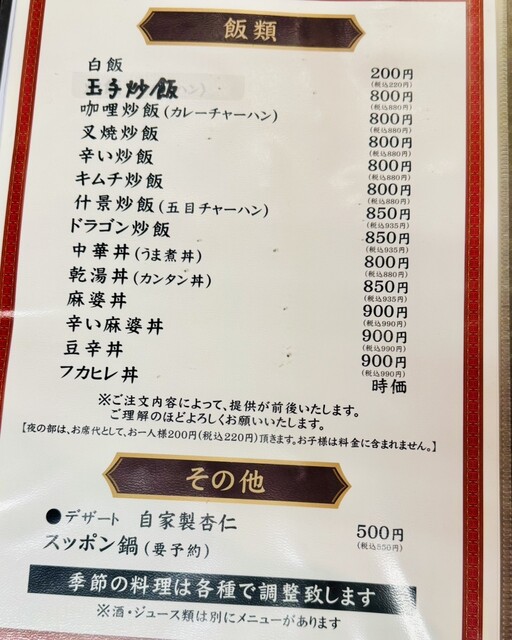 飯類
白飯 200円
(税込220円)
玉子炒飯 800円
(税込880円)
咖哩炒飯(カレーチャーハン) 800円
(税込880円)
叉焼炒飯 800円
(税込880円)
辛い炒飯 800円
(税込880円)
キムチ炒飯 800円
(税込880円)
什景炒飯(五目チャーハン) 850円
(税込935円)
ドラゴン炒飯 850円
(税込935円)
中華丼(うま煮丼) 800円
(税込880円)
乾湯丼(カンタン丼) 850円
(税込935円)
麻婆丼 900円
(税込990円)
辛い麻婆丼 900円
(税込990円)
豆辛丼 900円
(税込990円)
フカヒレ丼 時価
※ご注文内容によって、提供が前後いたします。
ご理解のほどよろしくお願いいたします。
【夜の部は、お席代として、お一人様200円(税込220円)頂きます。お子様は料金に含まれません。】
その他
●デザート 自家製杏仁 500円
(税込550円)
スッポン鍋(要予約)
季節の料理は各種で調整致します
※酒・ジュース類は別にメニューがあります